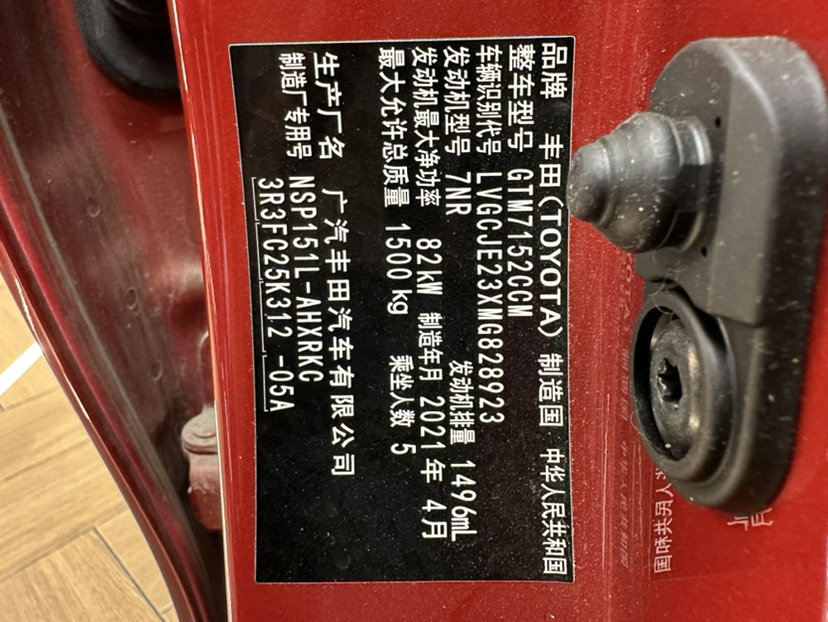 品牌 丰田(TOYOTA) 制造国 中华人民共和国
整车型号 GTM7152CCM
车辆识别代号 LVGCJE23XMG828923
发动机型号 7NR 发动机排量 1496mL
发动机最大净功率 82kW 制造年月 2021年 4月
最大允许总质量 1500kg 乘坐人数 5
生产厂名 广汽丰田汽车有限公司
制造厂专用号 NSP151L-AHXRKC
3R3FC25K312 -05A